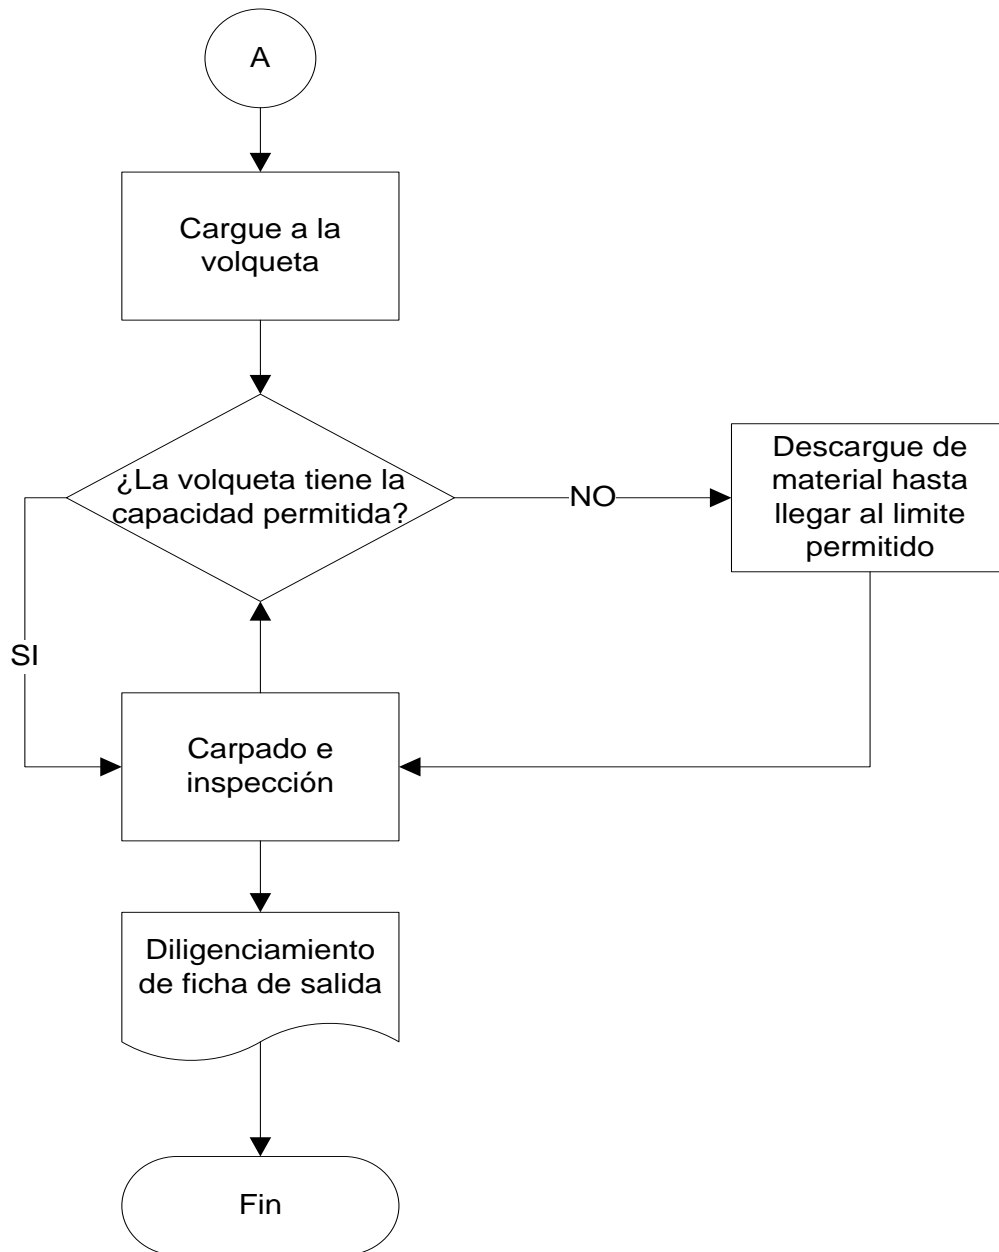 A
Cargue a la
volqueta
¿La volqueta tiene la
capacidad permitida?
NO
Descargue de
material hasta
llegar al limite
permitido
SI
Carpado e
inspección
Diligenciamiento
de ficha de salida
Fin